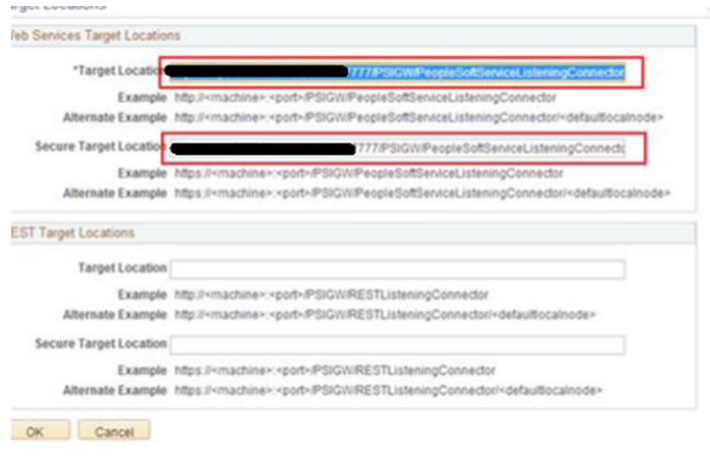 Target Locations
Web Services Target Locations
*Target Location 7777/PSIGW/PeopleSoftServiceListeningConnector
Example http://<machine>:<port>/PSIGW/PeopleSoftServiceListeningConnector
Alternate Example http://<machine>:<port>/PSIGW/PeopleSoftServiceListeningConnector/<defaultlocalnode>
Secure Target Location 7777/PSIGW/PeopleSoftServiceListeningConnectc
Example https://<machine>:<port>/PSIGW/PeopleSoftServiceListeningConnector
Alternate Example https://<machine>:<port>/PSIGW/PeopleSoftServiceListeningConnector/<defaultlocalnode>
REST Target Locations
Target Location
Example http://<machine>:<port>/PSIGW/RESTListeningConnector
Alternate Example http://<machine>:<port>/PSIGW/RESTListeningConnector/<defaultlocalnode>
Secure Target Location
Example https://<machine>:<port>/PSIGW/RESTListeningConnector
Alternate Example https://<machine>:<port>/PSIGW/RESTListeningConnector/<defaultlocalnode>
OK Cancel